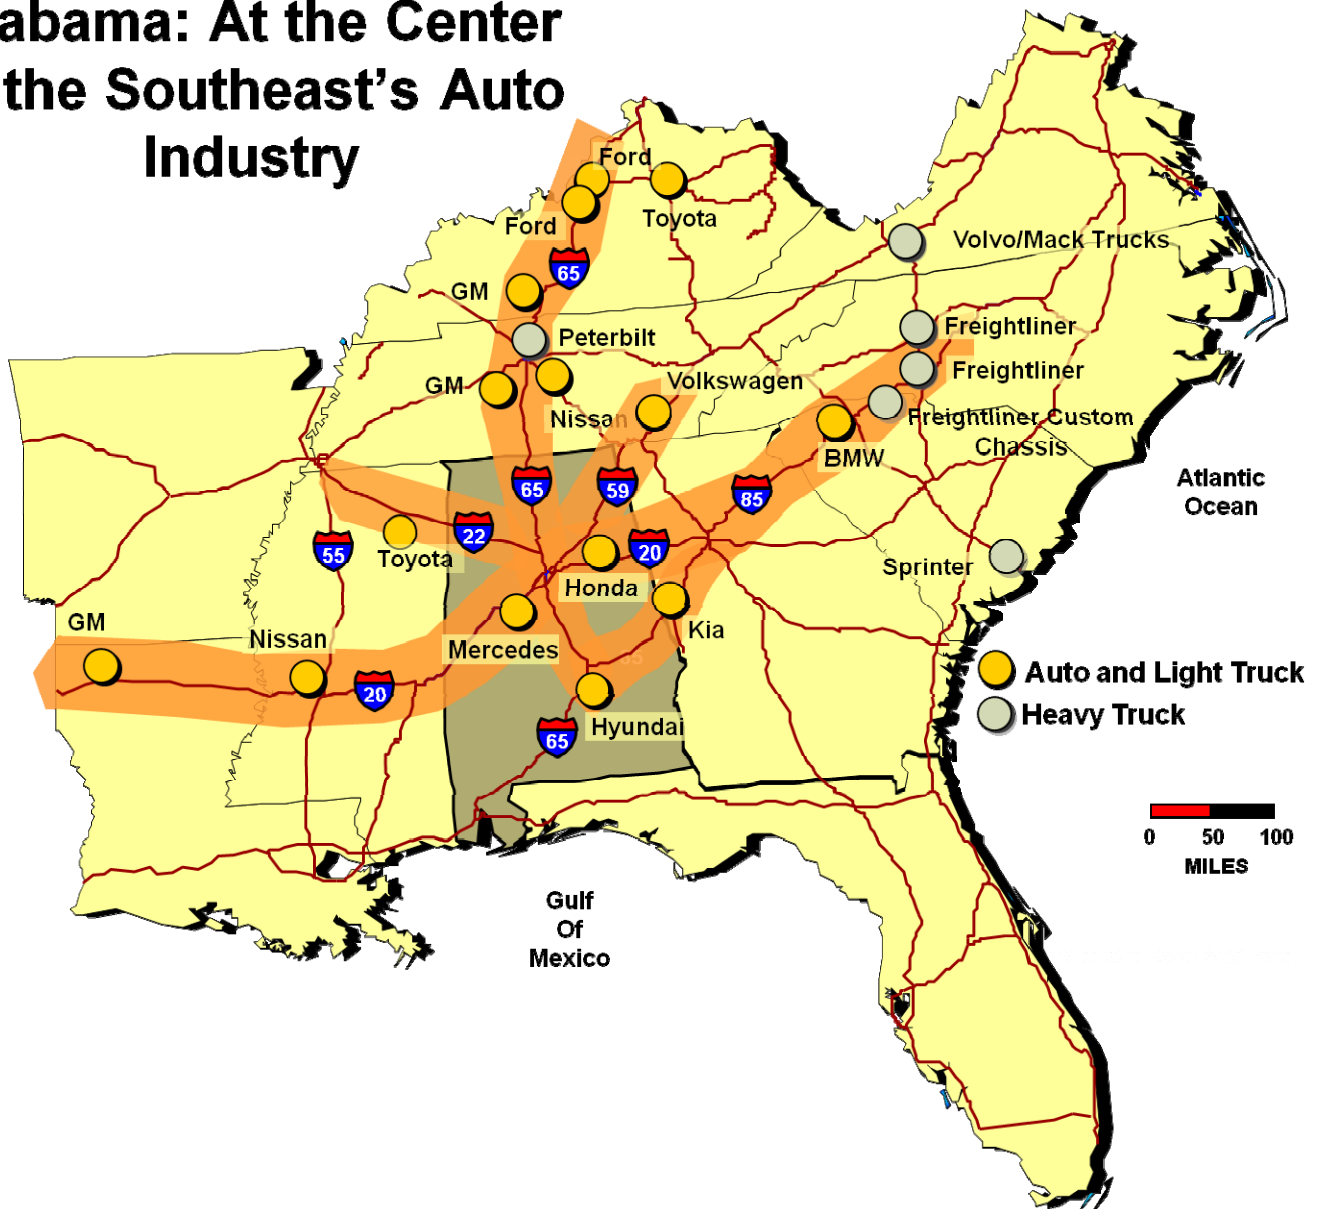 abama: At the Center
the Southeast's Auto
Industry
Ford
Toyota
Ford
Volvo/Mack Trucks
65
GM
Freightliner
Peterbilt
Freightliner
Volkswagen
GM
Nissan
Freightliner Custom
Chassis
BMW
Atlantic
Ocean
65
59
85
22
55
20
Toyota
Sprinter
Honda
GM
Nissan
Kia
Mercedes
65
20
Auto and Light Truck
Heavy Truck
Hyundai
65
0 50 100
MILES
Gulf
Of
Mexico